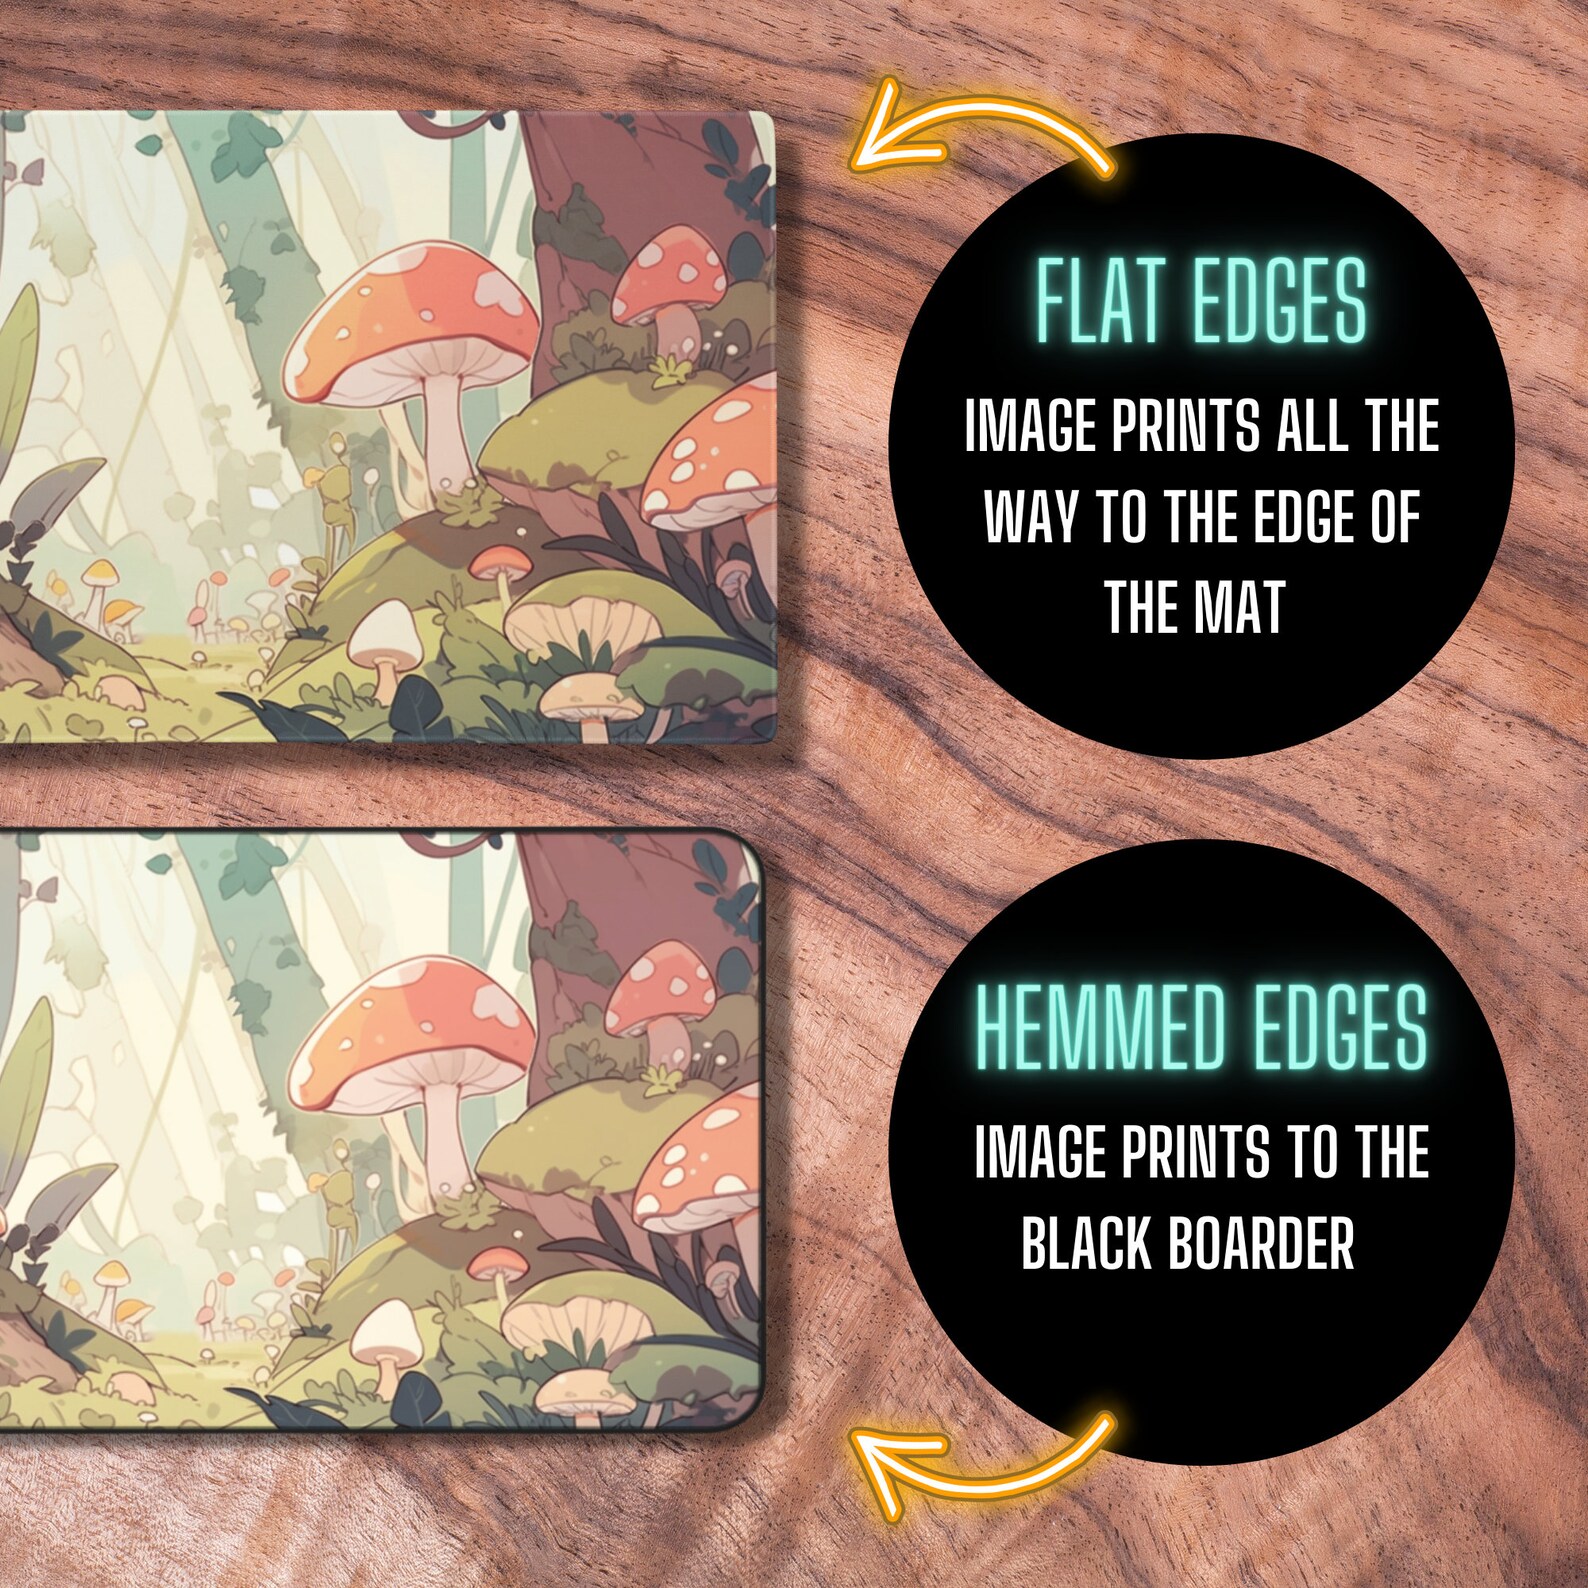 FLAT EDGES
IMAGE PRINTS ALL THE
WAY TO THE EDGE OF
THE MAT
HEMMED EDGES
IMAGE PRINTS TO THE
BLACK BOARDER